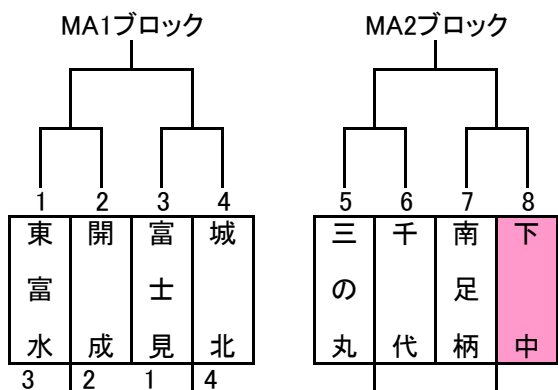 MA1ブロック
MA2ブロック
1 2 3 4
5 6 7 8
東富水
開成
富士見
城北
三の丸
千代
南足柄
下中
3 2 1 4